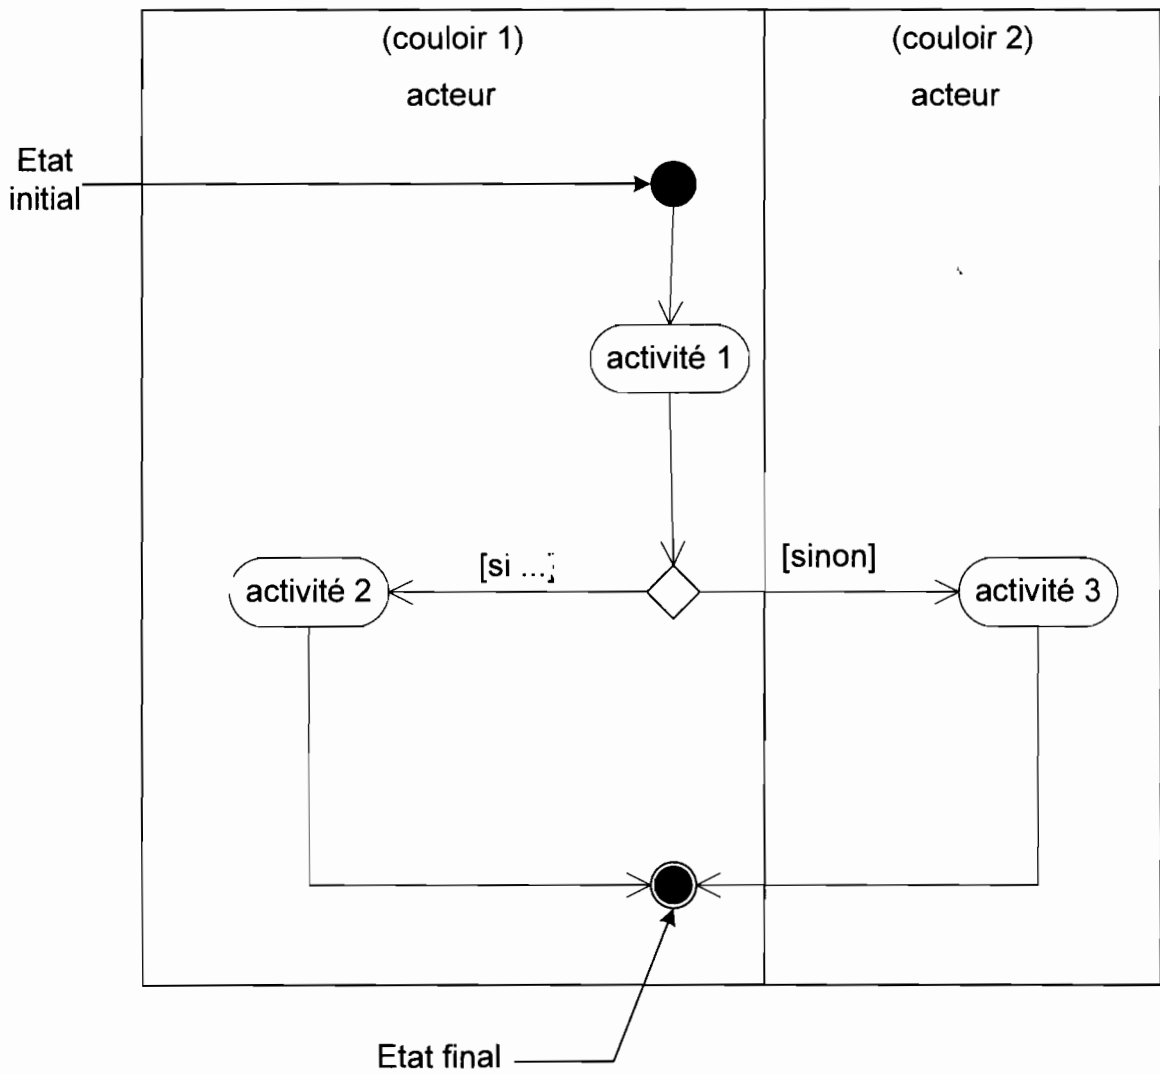 (couloir 1)
acteur
(couloir 2)
acteur
Etat
initial
activité 1
[si ...]
[sinon]
activité 2
activité 3
Etat final